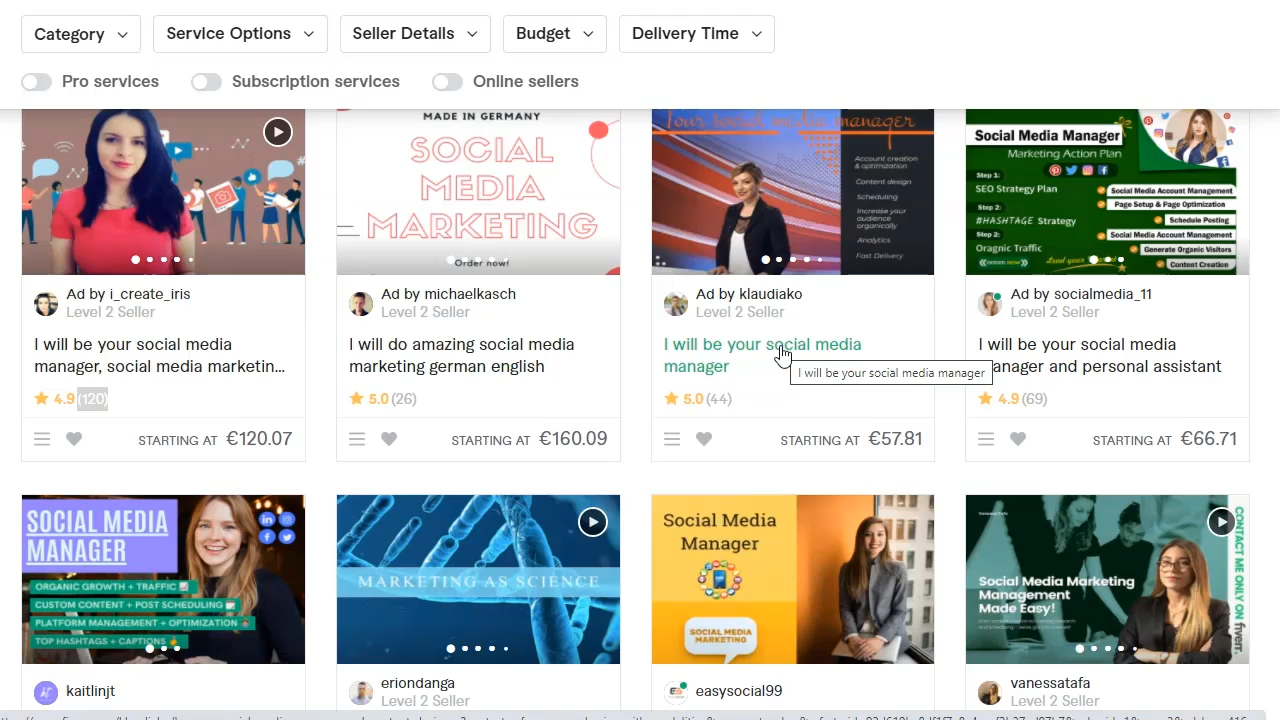 Category
Service Options
Seller Details
Budget
Delivery Time
Pro services
Subscription services
Online sellers
MADE IN GERMANY
SOCIAL
MEDIA
MARKETING
Order now!
Your social media manager
Account creation
& optimization
Content design
Scheduling
Increase your
audience
organically
Analytics
Fast Delivery
Social Media Manager
Marketing Action Plan
Step 1:
SEO Strategy Plan
Step 2:
#HASHTAGE Strategy
Step 2:
Oragnic Traffic
Social Media Account Management
Page Setup & Page Optimization
Schedule Posting
Social Media Account Management
Generate Organic Visitors
Content Creation
Ad by i_create_iris
Level 2 Seller
I will be your social media
manager, social media marketin...
4.9 (120)
STARTING AT €120.07
Ad by michaelkasch
Level 2 Seller
I will do amazing social media
marketing german english
5.0 (26)
STARTING AT €160.09
Ad by klaudiako
Level 2 Seller
I will be your social media
manager
I will be your social media manager
5.0 (44)
STARTING AT €57.81
Ad by socialmedia_11
Level 2 Seller
I will be your social media
anager and personal assistant
4.9 (69)
STARTING AT €66.71
SOCIAL MEDIA
MANAGER
ORGANIC GROWTH + TRAFFIC
CUSTOM CONTENT + POST SCHEDULING
PLATFORM MANAGEMENT + OPTIMIZATION
TOP HASHTAGS + CAPTIONS
kaitlinjt
MARKETING AS SCIENCE
eriondanga
Level 2 Seller
Social Media
Manager
SOCIAL MEDIA
MARKETING
easysocial99
Social Media Marketing
Management
Made Easy!
CONTACT ME ONLY ON fiverr.
vanessatafa
Level 2 Seller